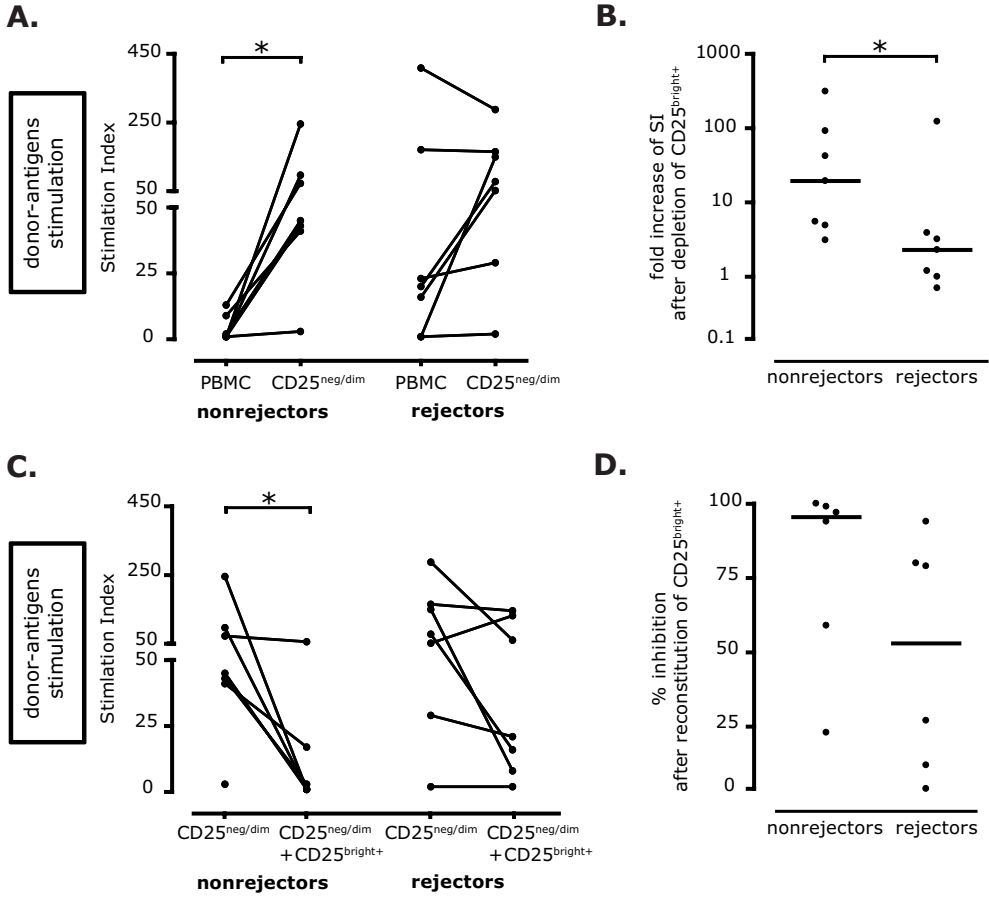 A.
donor-antigens
stimulation
Stimlation Index
450
250
50
50
25
0
*
PBMC
CD25neg/dim
PBMC
CD25neg/dim
nonrejectors
rejectors
B.
fold increase of SI
after depletion of CD25bright+
1000
100
10
1
0.1
*
nonrejectors
rejectors
C.
donor-antigens
stimulation
Stimlation Index
450
250
50
50
25
0
*
CD25neg/dim
CD25neg/dim
+CD25bright+
CD25neg/dim
CD25neg/dim
+CD25bright+
nonrejectors
rejectors
D.
% inhibition
after reconstitution of CD25bright+
100
75
50
25
0
nonrejectors
rejectors